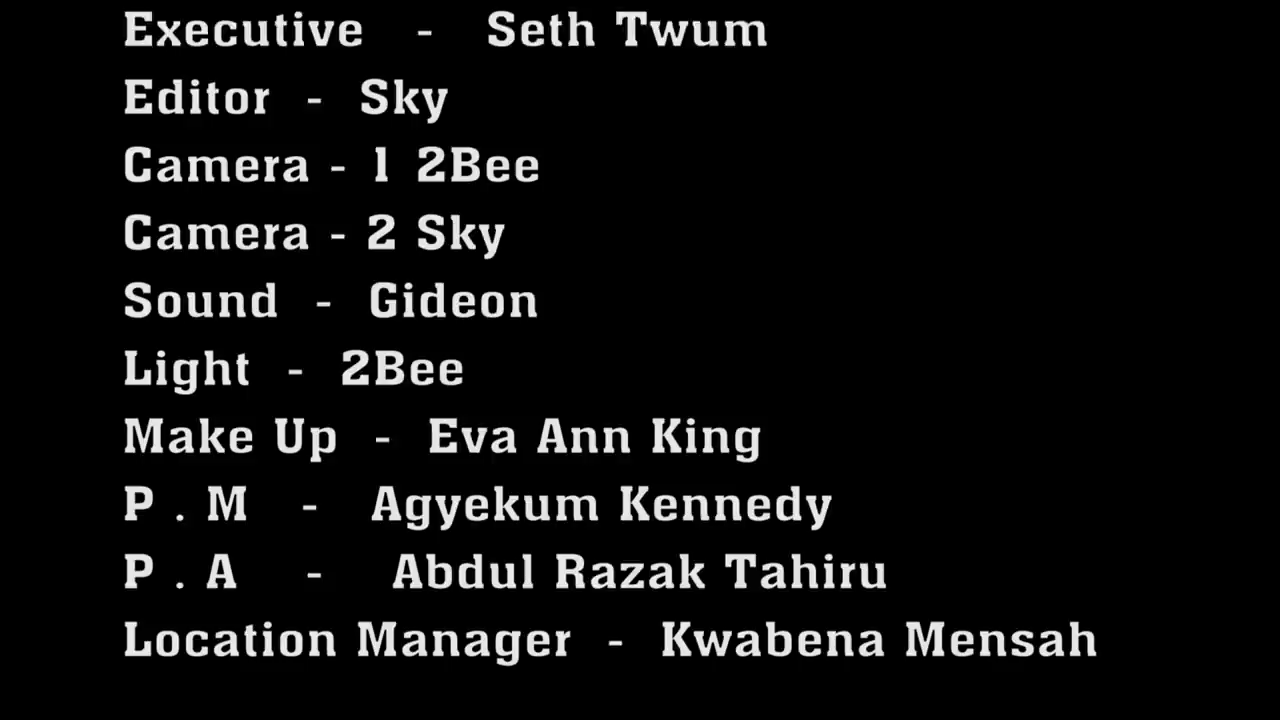 Executive - Seth Twum
Editor - Sky
Camera - 1 2Bee
Camera - 2 Sky
Sound - Gideon
Light - 2Bee
Make Up - Eva Ann King
P . M - Agyekum Kennedy
P . A - Abdul Razak Tahiru
Location Manager - Kwabena Mensah